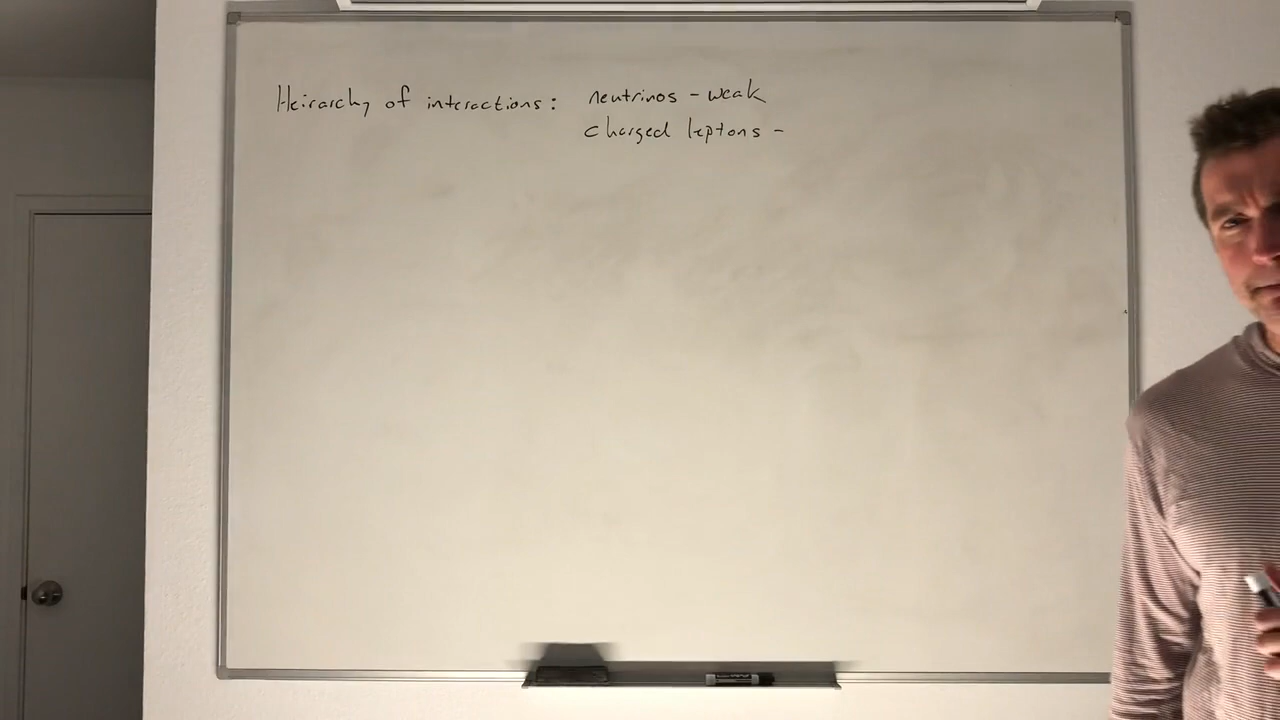 Heirarchy of interactions: neutrinos - weak
charged leptons -